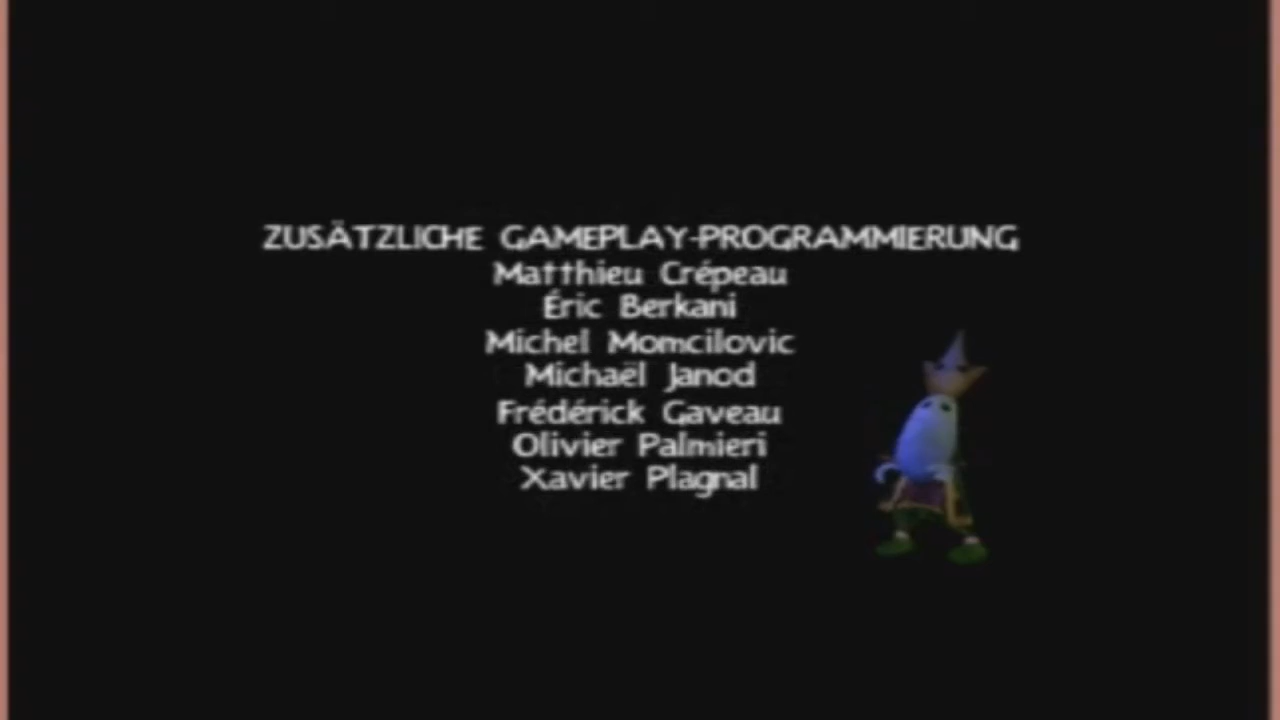 ZUSÄTZLICHE GAMEPLAY-PROGRAMMIERUNG
Matthieu Crépeau
Éric Berkani
Michel Momcilovic
Michaël Janod
Frédérick Gaveau
Olivier Palmieri
Xavier Plagnal